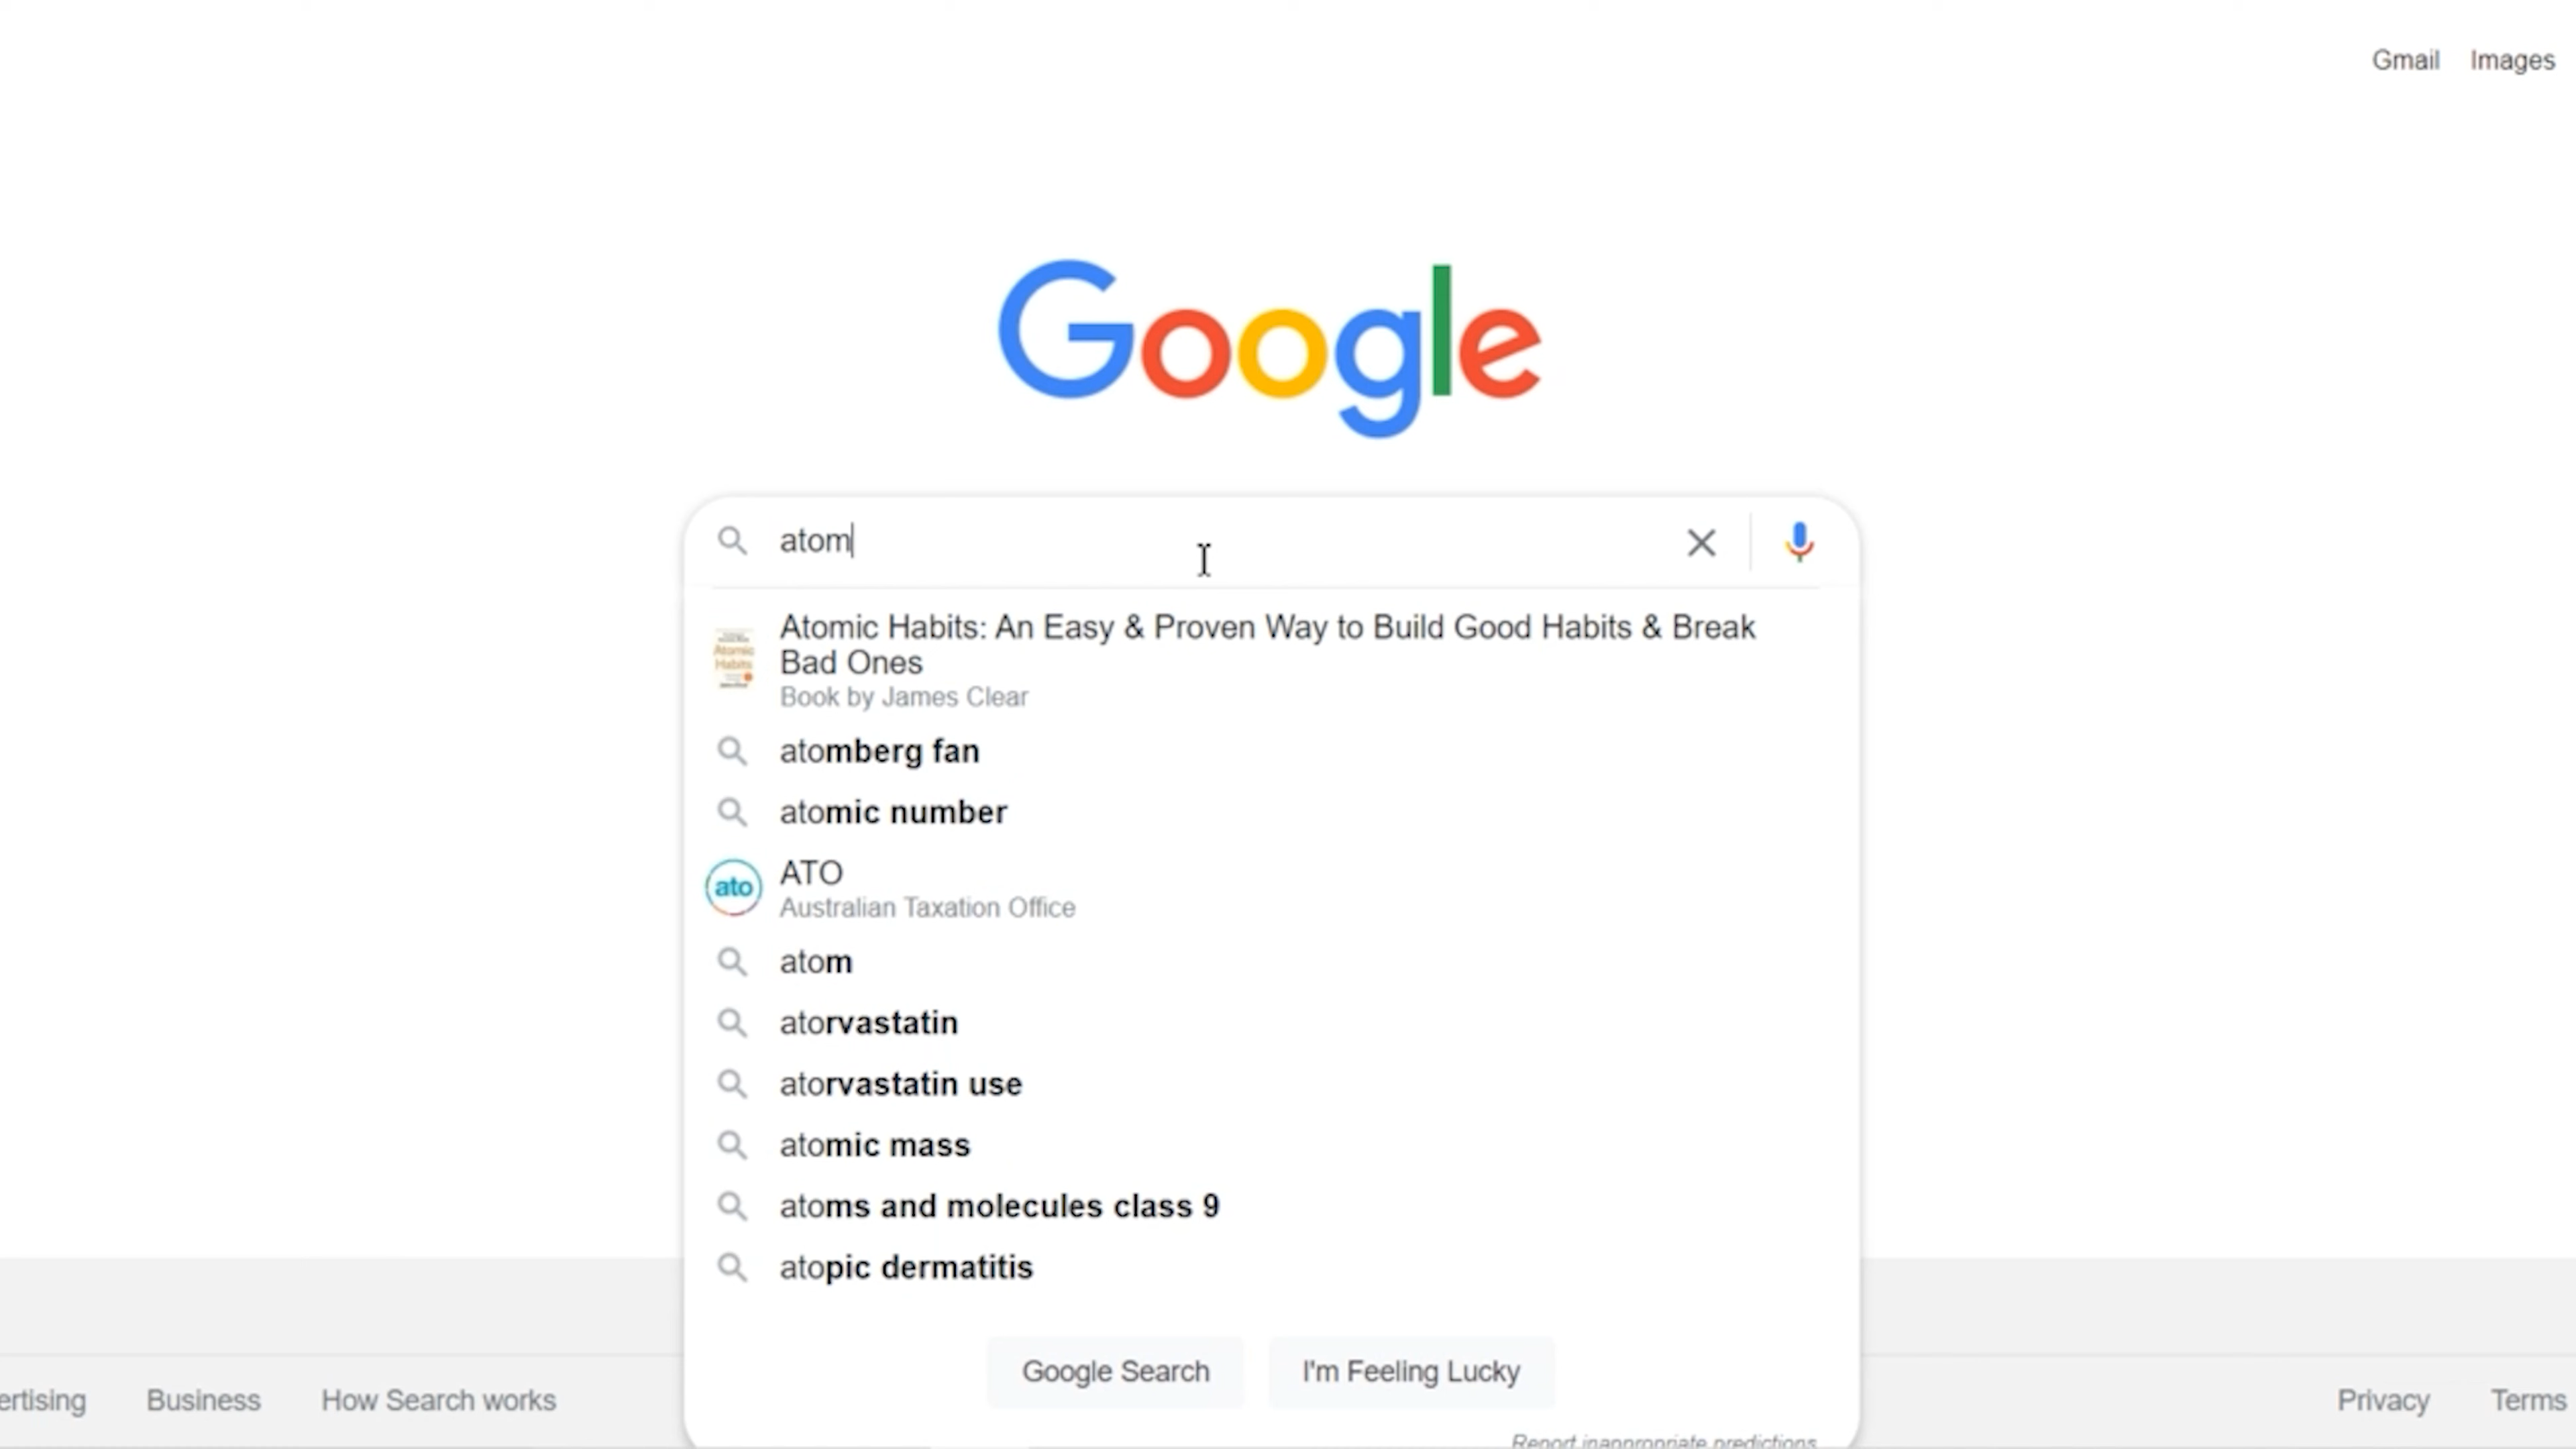 Gmail Images
Google
atom
Atomic Habits: An Easy & Proven Way to Build Good Habits & Break
Bad Ones
Atomic
Habits
Book by James Clear
atomberg fan
atomic number
ATO
ato
Australian Taxation Office
atom
atorvastatin
atorvastatin use
atomic mass
atoms and molecules class 9
atopic dermatitis
Google Search I'm Feeling Lucky
ertising Business How Search works Privacy Terms
Report inappropriate predictions